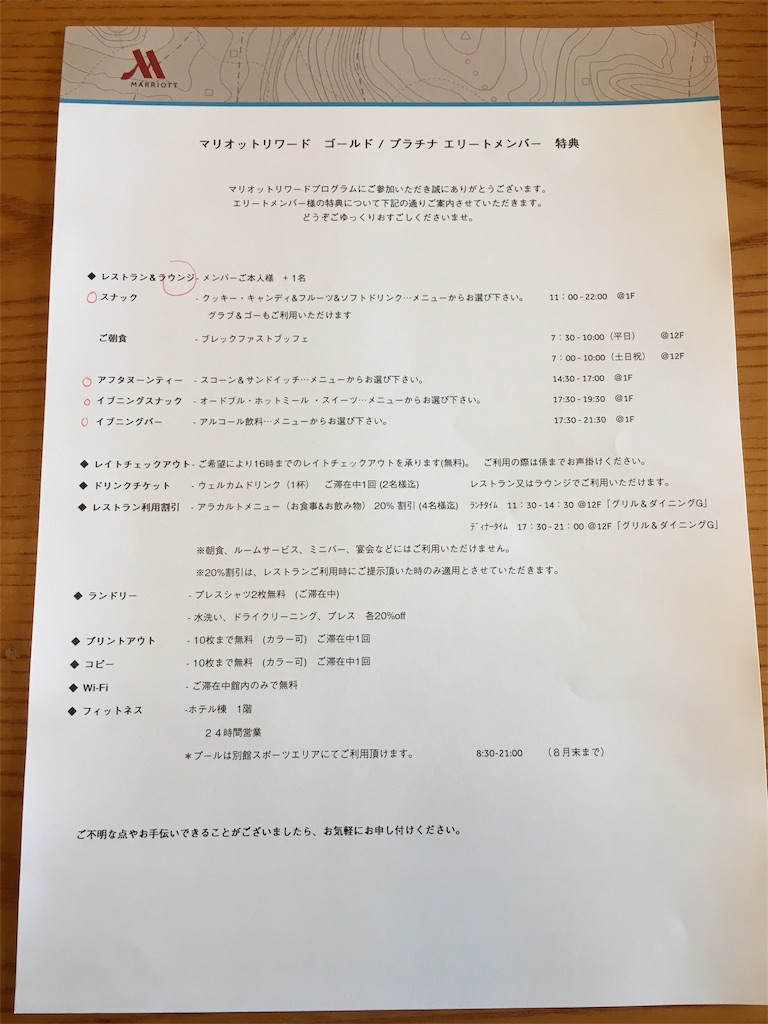 MARRIOTT
マリオットリワード　ゴールド / プラチナ エリートメンバー　特典
マリオットリワードプログラムにご参加いただき誠にありがとうございます。
エリートメンバー様の特典について下記の通りご案内させていただきます。
どうぞごゆっくりおすごしくださいませ。
◆ レストラン＆ラウンジ - メンバーご本人様　+ 1名
スナック　- クッキー・キャンディ&フルーツ&ソフトドリンク…メニューからお選び下さい。　11：00 - 22:00　@1F
グラブ＆ゴーもご利用いただけます
ご朝食　- ブレックファストブッフェ　7：30 - 10:00（平日）　@12F
7：00 - 10:00（土日祝）　@12F
アフタヌーンティー　- スコーン＆サンドイッチ…メニューからお選び下さい。　14:30 - 17:00　@1F
イブニングスナック　- オードブル・ホットミール ・スイーツ…メニューからお選び下さい。　17:30 - 19:30　@1F
イブニングバー　- アルコール飲料…メニューからお選び下さい。　17:30 - 21:30　@1F
◆ レイトチェックアウト - ご希望により16時までのレイトチェックアウトを承ります(無料)。　ご利用の際は係までお声掛けください。
◆ ドリンクチケット　- ウェルカムドリンク（1杯）　ご滞在中1回 (2名様迄)　レストラン又はラウンジでご利用いただけます。
◆ レストラン利用割引　- アラカルトメニュー（お食事&お飲み物） 20% 割引 (4名様迄)　ﾗﾝﾁﾀｲﾑ　11：30 - 14：30 @12F「グリル＆ダイニングG」
ﾃﾞｨﾅｰﾀｲﾑ　17：30 - 21：00 @12F「グリル＆ダイニングG」
※朝食、ルームサービス、ミニバー、宴会などにはご利用いただけません。
※20%割引は、レストランご利用時にご提示頂いた時のみ適用とさせていただきます。
◆ ランドリー　- プレスシャツ2枚無料　(ご滞在中)
- 水洗い、ドライクリーニング、プレス　各20%off
◆ プリントアウト　- 10枚まで無料　(カラー可)　ご滞在中1回
◆ コピー　- 10枚まで無料　(カラー可)　ご滞在中1回
◆ Wi-Fi　- ご滞在中館内のみで無料
◆ フィットネス　-ホテル棟　1階
２４時間営業
＊プールは別館スポーツエリアにてご利用頂けます。　8:30-21:00　（８月末まで）
ご不明な点やお手伝いできることがございましたら、お気軽にお申し付けください。